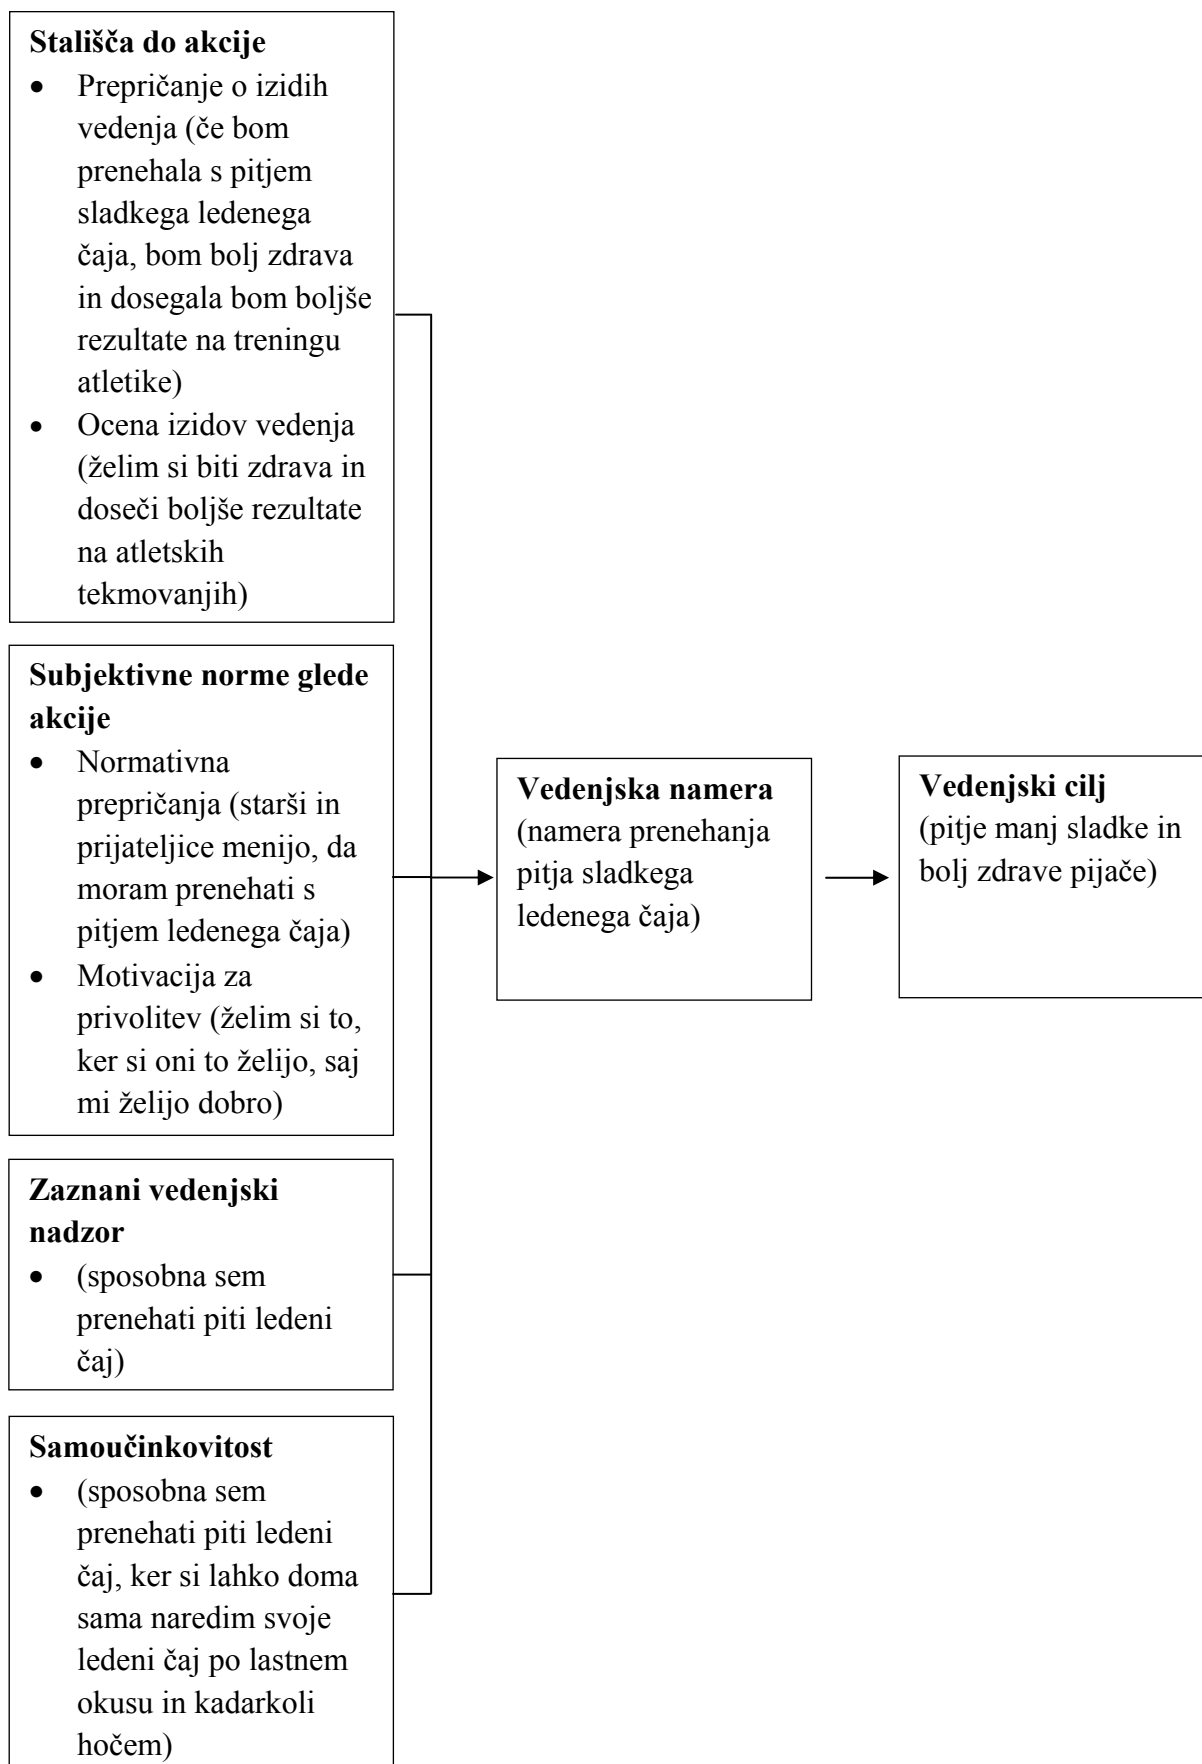 Stališča do akcije
• Prepričanje o izidih
vedenja (če bom
prenehala s pitjem
sladkega ledenega
čaja, bom bolj zdrava
in dosegala bom boljše
rezultate na treningu
atletike)
• Ocena izidov vedenja
(želim si biti zdrava in
doseči boljše rezultate
na atletskih
tekmovanjih)
Subjektivne norme glede
akcije
• Normativna
prepričanja (starši in
prijateljice menijo, da
moram prenehati s
pitjem ledenega čaja)
• Motivacija za
privolitev (želim si to,
ker si oni to želijo, saj
mi želijo dobro)
Zaznani vedenjski
nadzor
• (sposobna sem
prenehati piti ledeni
čaj)
Samoučinkovitost
• (sposobna sem
prenehati piti ledeni
čaj, ker si lahko doma
sama naredim svoje
ledeni čaj po lastnem
okusu in kadarkoli
hočem)
Vedenjska namera
(namera prenehanja
pitja sladkega
ledenega čaja)
Vedenjski cilj
(pitje manj sladke in
bolj zdrave pijače)